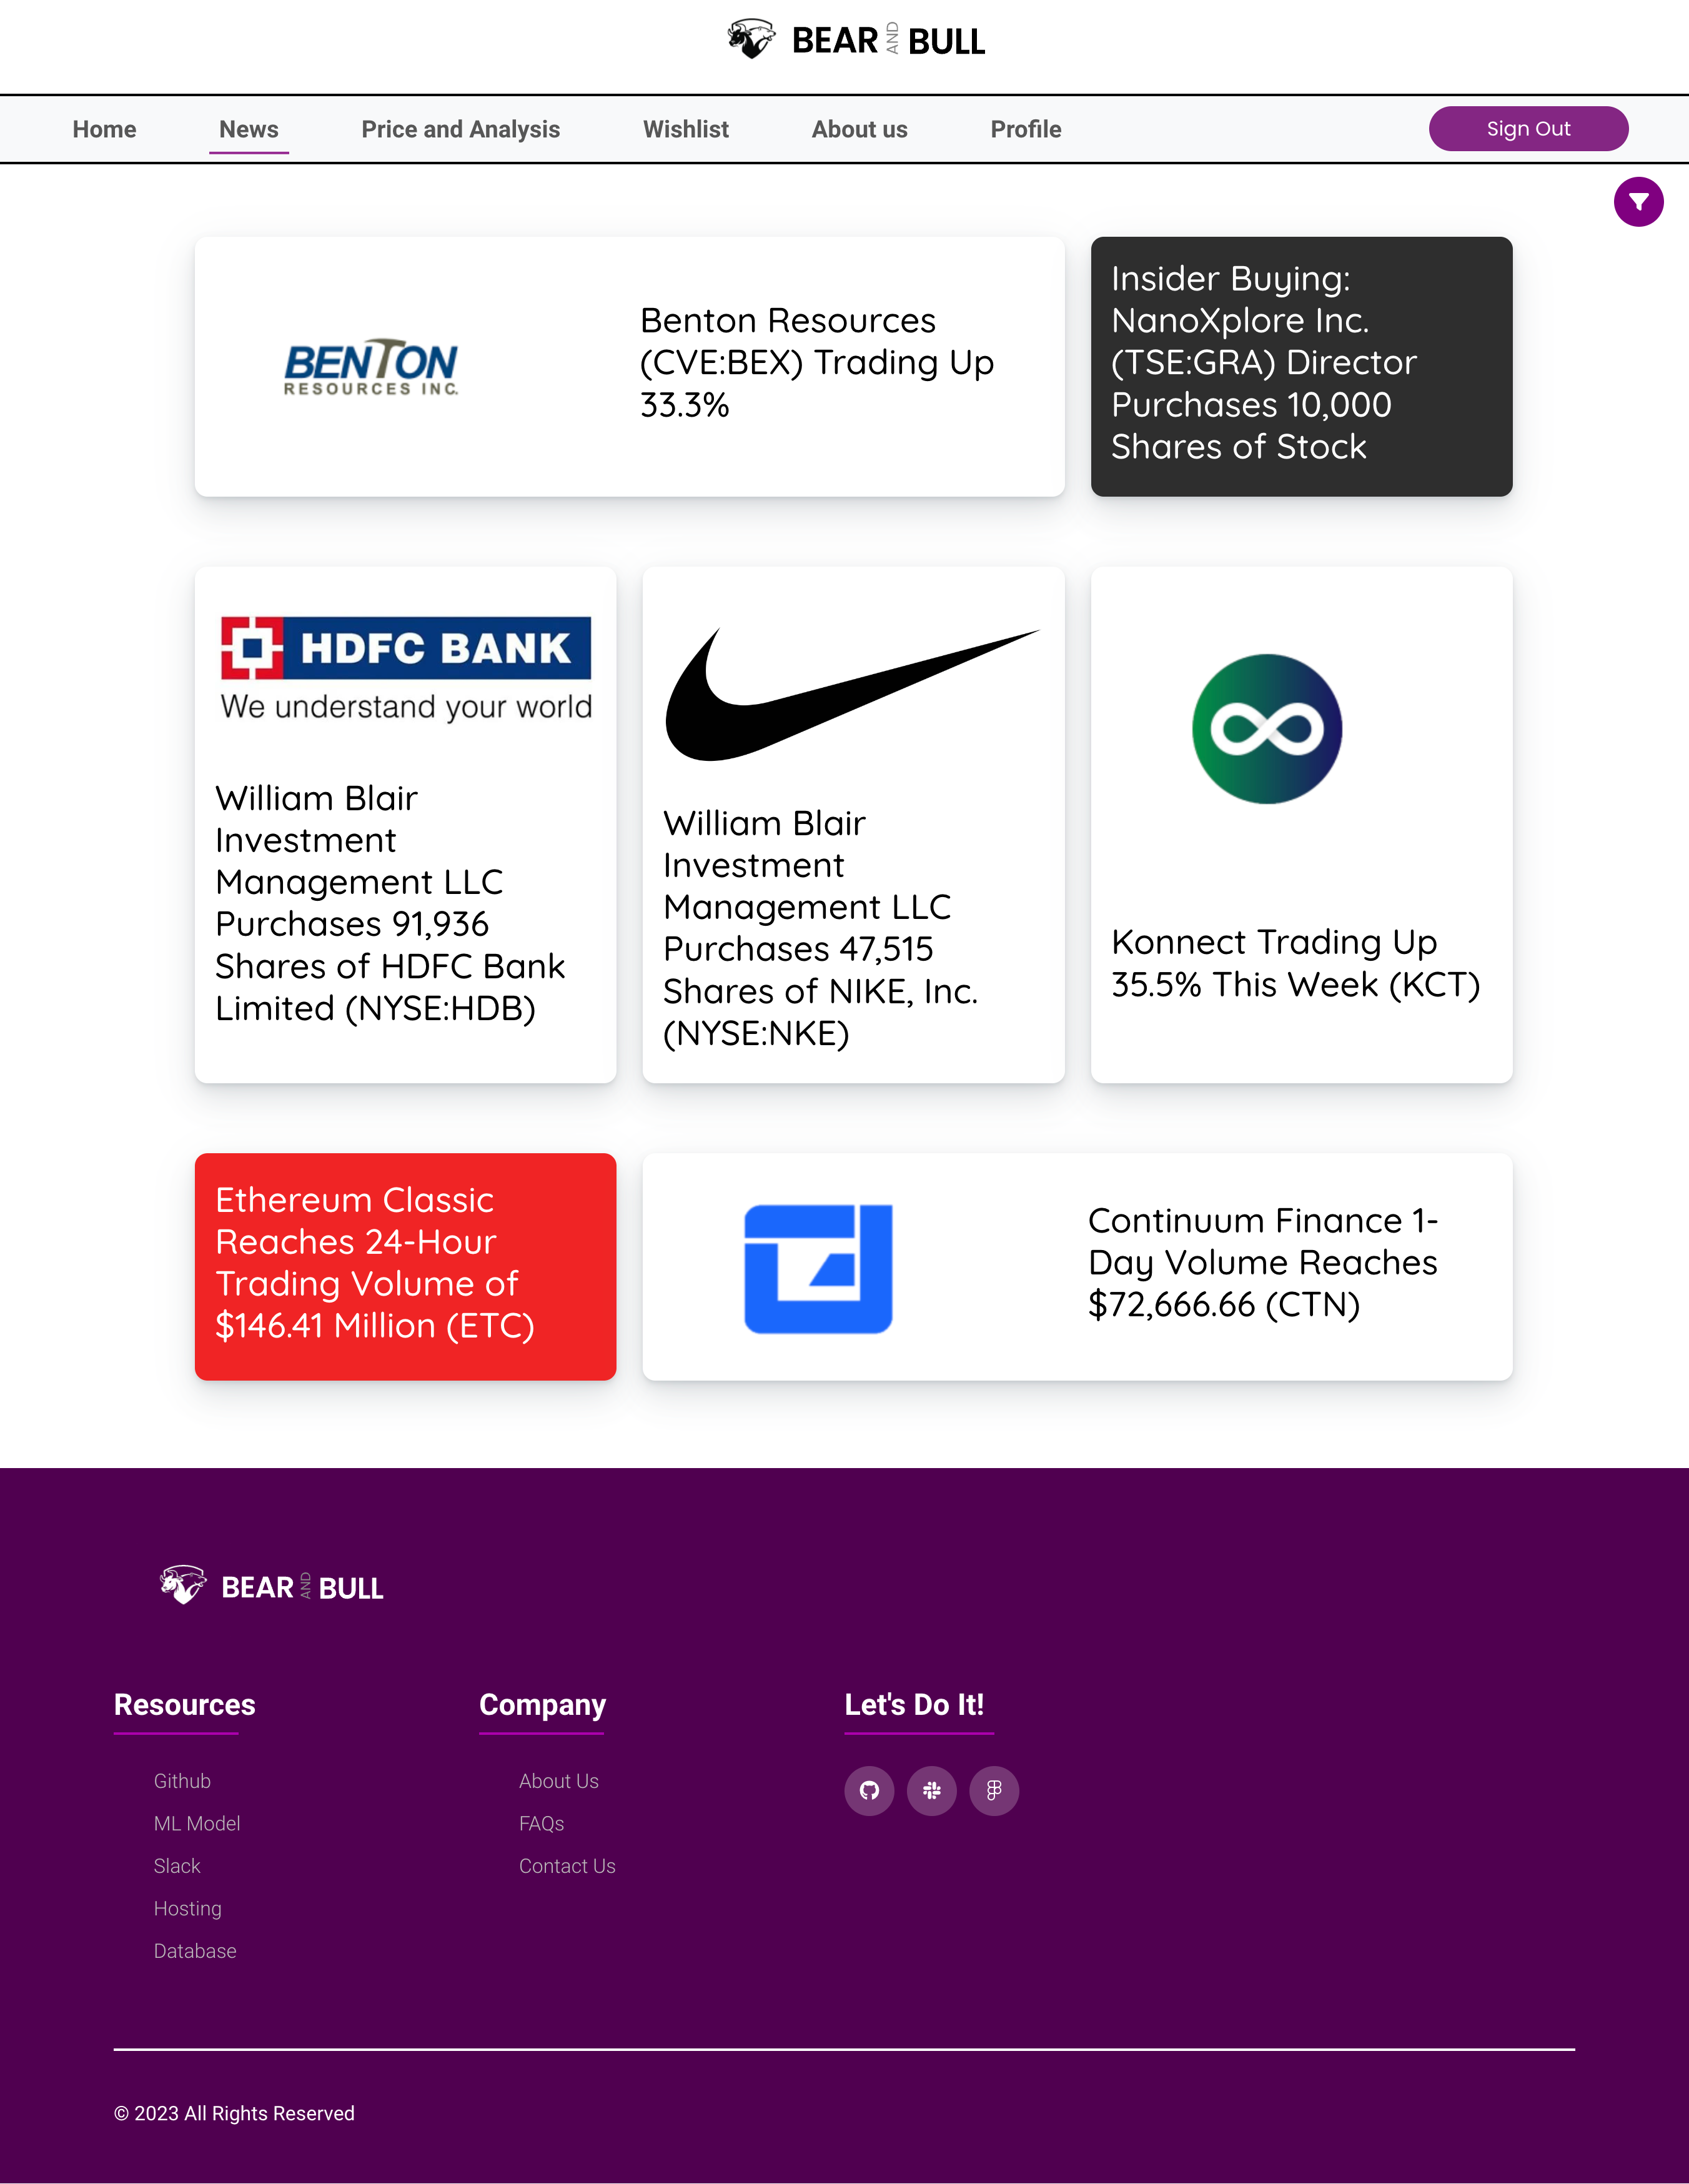 BEAR AND BULL
Home News Price and Analysis Wishlist About us Profile Sign Out
BENTON
RESOURCES INC.
Benton Resources
(CVE:BEX) Trading Up
33.3%
Insider Buying:
NanoXplore Inc.
(TSE:GRA) Director
Purchases 10,000
Shares of Stock
HDFC BANK
We understand your world
William Blair
Investment
Management LLC
Purchases 91,936
Shares of HDFC Bank
Limited (NYSE:HDB)
William Blair
Investment
Management LLC
Purchases 47,515
Shares of NIKE, Inc.
(NYSE:NKE)
Konnect Trading Up
35.5% This Week (KCT)
Ethereum Classic
Reaches 24-Hour
Trading Volume of
$146.41 Million (ETC)
Continuum Finance 1-
Day Volume Reaches
$72,666.66 (CTN)
BEAR AND BULL
Resources
Github
ML Model
Slack
Hosting
Database
Company
About Us
FAQs
Contact Us
Let's Do It!
© 2023 All Rights Reserved